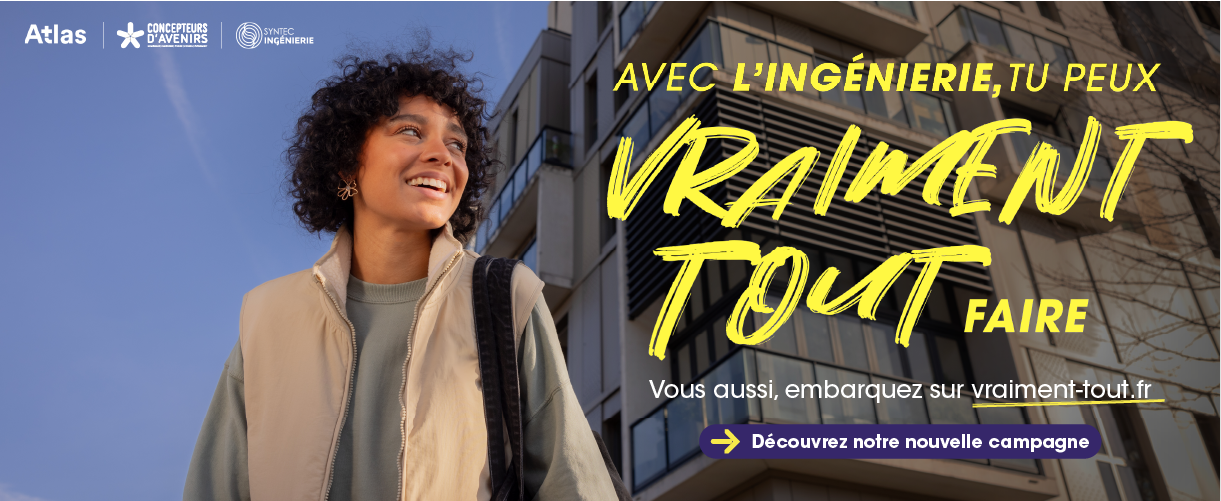 Atlas
CONCEPTEURS
D'AVENIRS
SYNTEC
INGÉNIERIE
AVEC L'INGÉNIERIE, TU PEUX
VRAIMENT
TOUT FAIRE
Vous aussi, embarquez sur vraiment-tout.fr
Découvrez notre nouvelle campagne